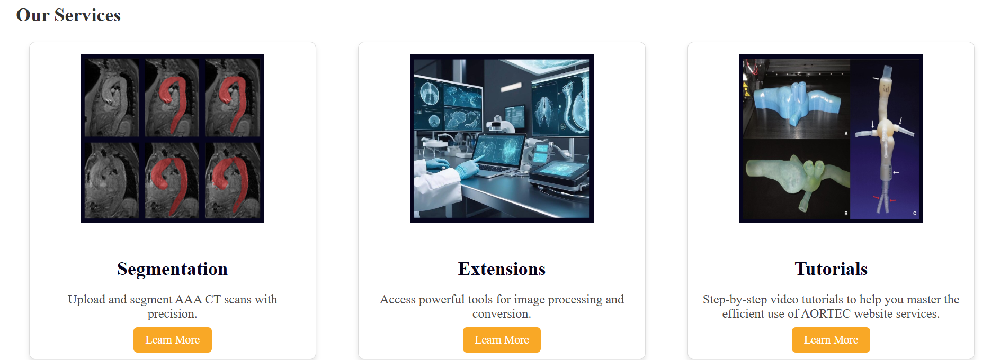 Our Services
A
B
C
Segmentation
Upload and segment AAA CT scans with
precision.
Learn More
Extensions
Access powerful tools for image processing and
conversion.
Learn More
Tutorials
Step-by-step video tutorials to help you master the
efficient use of AORTEC website services.
Learn More